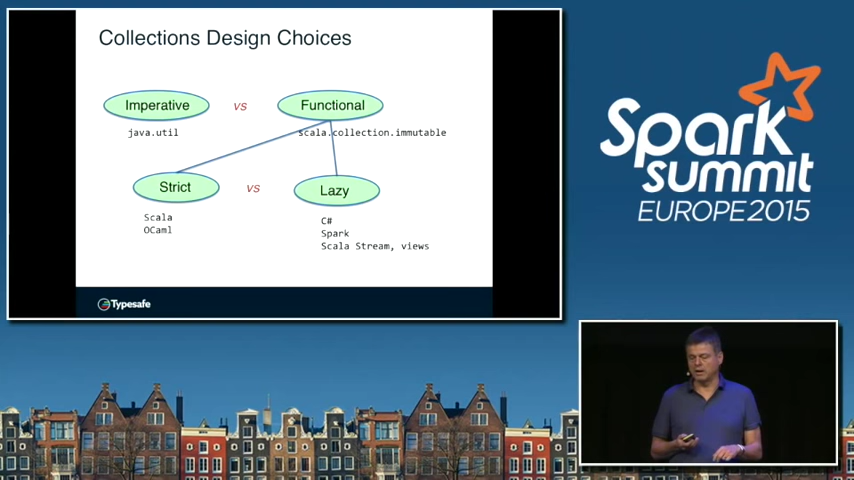 Collections Design Choices
Imperative vs Functional
java.util scala.collection.immutable
Strict vs Lazy
Scala
OCaml
C#
Spark
Scala Stream, views
Typesafe
Spark
summit
EUROPE 2015